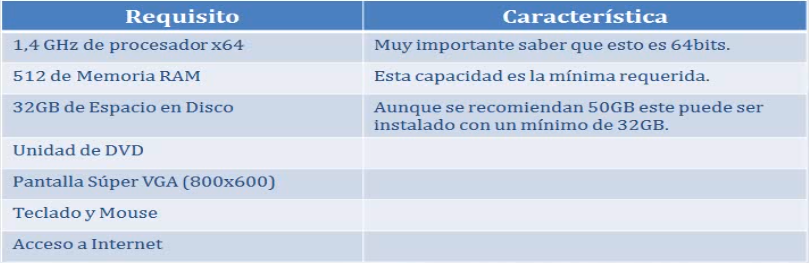 Requisito Característica
1,4 GHz de procesador x64 Muy importante saber que esto es 64bits.
512 de Memoria RAM Esta capacidad es la mínima requerida.
32GB de Espacio en Disco Aunque se recomiendan 50GB este puede ser
instalado con un mínimo de 32GB.
Unidad de DVD
Pantalla Súper VGA (800x600)
Teclado y Mouse
Acceso a Internet